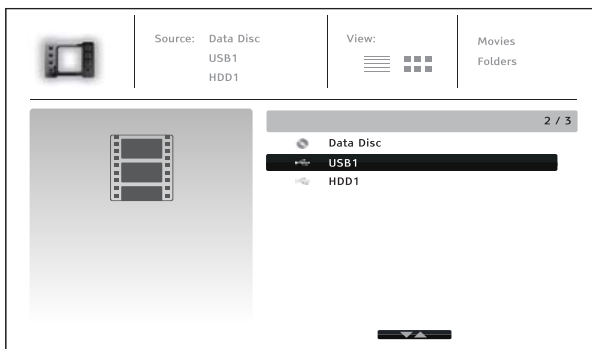 Source: Data Disc
USB1
HDD1
View:
Movies
Folders
2 / 3
Data Disc
USB1
HDD1